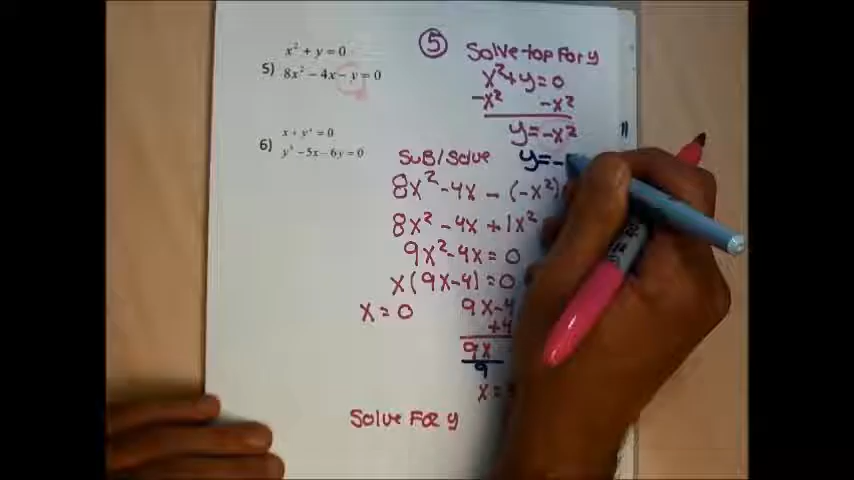 x² + y = 0
5) 8x² - 4x - y = 0
x + y² = 0
6) y² - 5x - 6y = 0
5 Solve top For y
x² + y = 0
-x² -x²
y = -x²
SUB/Solve y = -
8x² - 4x - (-x²)
8x² - 4x + 1x²
9x² - 4x = 0
x(9x-4) = 0
x = 0 9x-4
+4
9x
9
x =
Solve For y